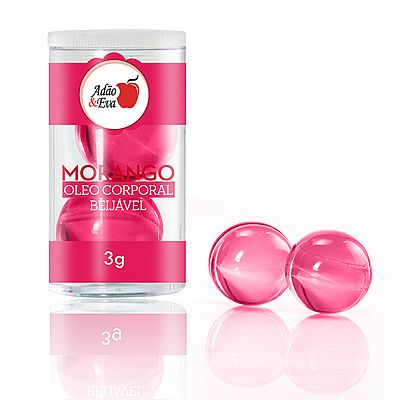 Adão
&Eva
MORANGO
OLEO CORPORAL
BEIJÁVEL
3g